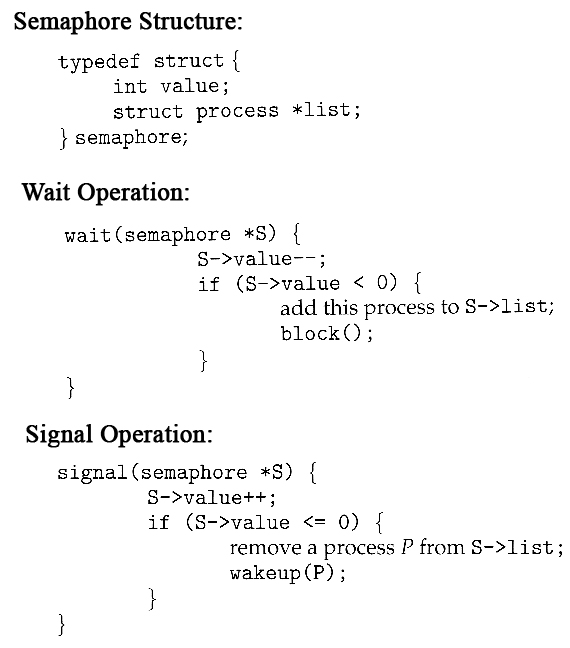 Semaphore Structure:
typedef struct {
int value;
struct process *list;
} semaphore;
Wait Operation:
wait(semaphore *S) {
S->value--;
if (S->value < 0) {
add this process to S->list;
block();
}
}
Signal Operation:
signal(semaphore *S) {
S->value++;
if (S->value <= 0) {
remove a process P from S->list;
wakeup(P);
}
}